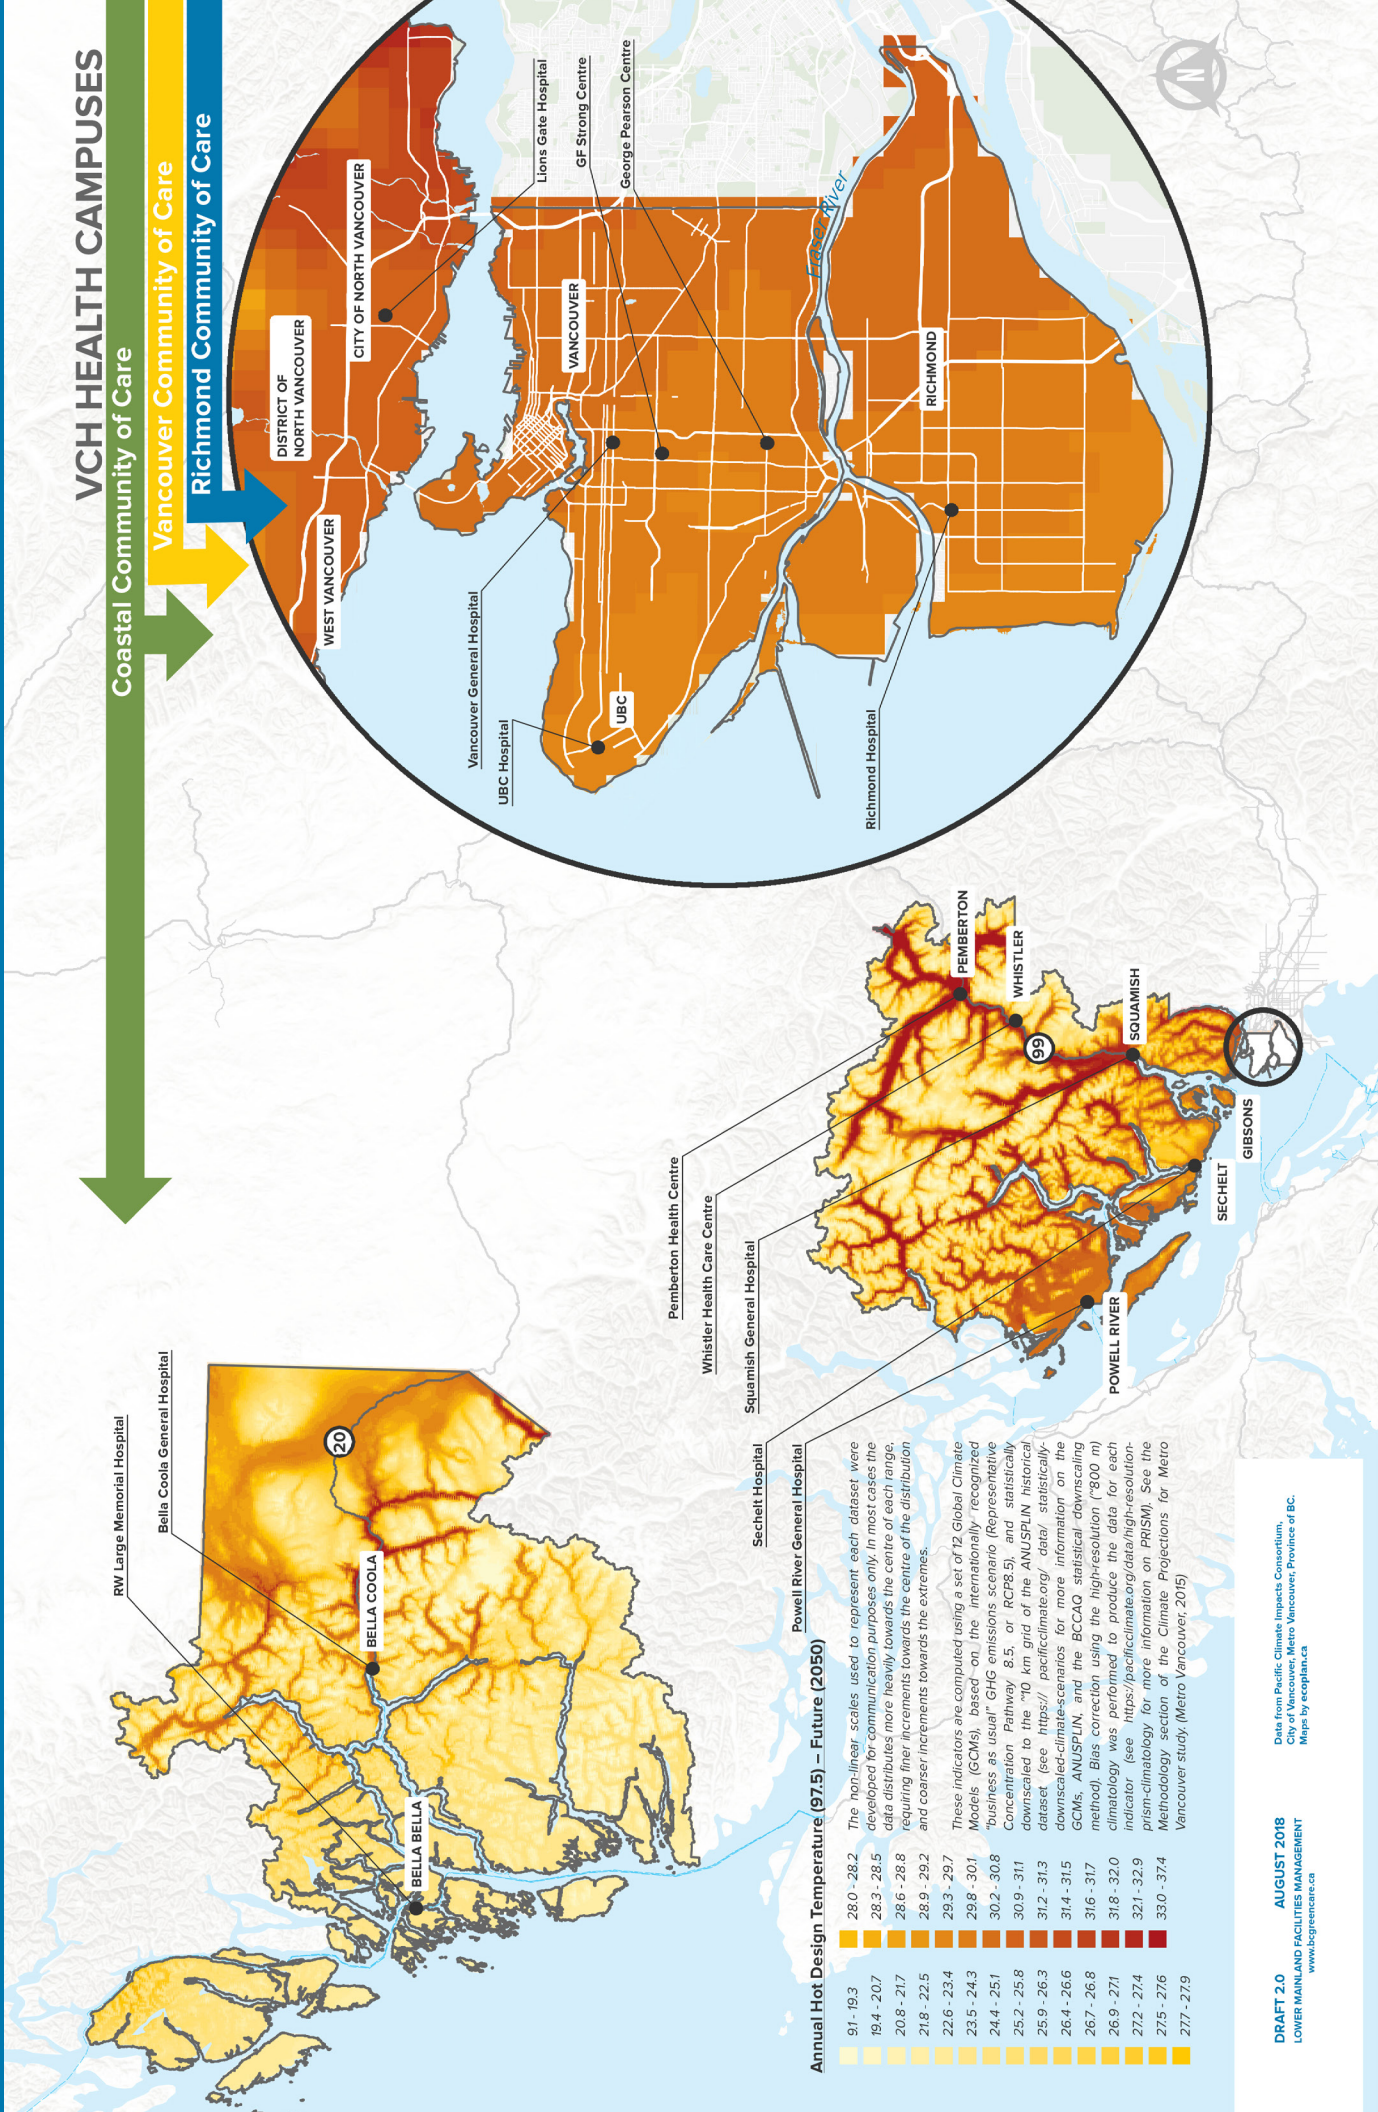 VCH HEALTH CAMPUSES
Coastal Community of Care
Vancouver Community of Care
Richmond Community of Care
RW Large Memorial Hospital
Bella Coola General Hospital
20
BELLA COOLA
BELLA BELLA
DISTRICT OF
NORTH VANCOUVER
CITY OF NORTH VANCOUVER
WEST VANCOUVER
Lions Gate Hospital
GF Strong Centre
George Pearson Centre
Vancouver General Hospital
UBC Hospital
VANCOUVER
UBC
Fraser River
RICHMOND
Richmond Hospital
N
Pemberton Health Centre
Whistler Health Care Centre
Squamish General Hospital
Sechelt Hospital
Powell River General Hospital
PEMBERTON
WHISTLER
99
SQUAMISH
GIBSONS
SECHELT
POWELL RIVER
Annual Hot Design Temperature (97.5) – Future (2050)
9.1 - 19.3
19.4 - 20.7
20.8 - 21.7
21.8 - 22.5
22.6 - 23.4
23.5 - 24.3
24.4 - 25.1
25.2 - 25.8
25.9 - 26.3
26.4 - 26.6
26.7 - 26.8
26.9 - 27.1
27.2 - 27.4
27.5 - 27.6
27.7 - 27.9
28.0 - 28.2
28.3 - 28.5
28.6 - 28.8
28.9 - 29.2
29.3 - 29.7
29.8 - 30.1
30.2 - 30.8
30.9 - 31.1
31.2 - 31.3
31.4 - 31.5
31.6 - 31.7
31.8 - 32.0
32.1 - 32.9
33.0 - 37.4
The non-linear scales used to represent each dataset were
developed for communication purposes only. In most cases the
data distributes more heavily towards the centre of each range,
requiring finer increments towards the centre of the distribution
and coarser increments towards the extremes.
These indicators are computed using a set of 12 Global Climate
Models (GCMs), based on the internationally recognized
"business as usual" GHG emissions scenario (Representative
Concentration Pathway 8.5, or RCP8.5), and statistically
downscaled to the ~10 km grid of the ANUSPLIN historical
dataset (see https:// pacificclimate.org/ data/ statistically-
downscaled-climate-scenarios for more information on the
GCMs, ANUSPLIN, and the BCCAQ statistical downscaling
method). Bias correction using the high-resolution (~800 m)
climatology was performed to produce the data for each
indicator (see https://pacificclimate.org/data/high-resolution-
prism-climatology for more information on PRISM). See the
Methodology section of the Climate Projections for Metro
Vancouver study. (Metro Vancouver, 2015)
DRAFT 2.0 AUGUST 2018
LOWER MAINLAND FACILITIES MANAGEMENT
www.bcgreencare.ca
Data from Pacific Climate Impacts Consortium,
City of Vancouver, Metro Vancouver, Province of BC.
Maps by ecoplan.ca